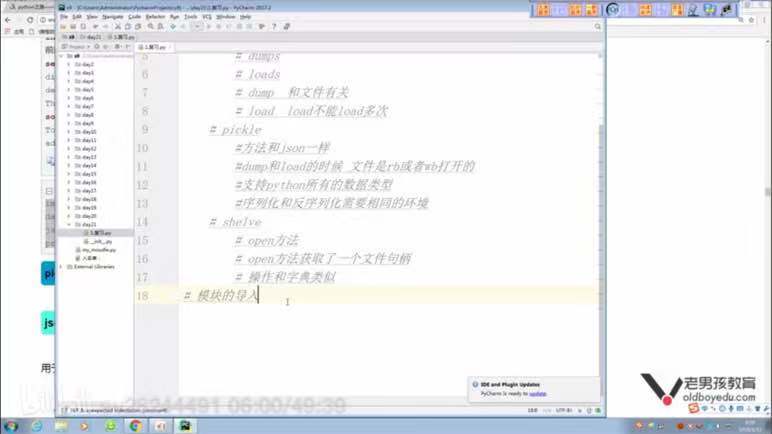 File Edit View Navigate Code Refactor Run Tools VCS Window Help
day21
1.复习.py
Project
1.复习.py
s9
day2
day3
day4
day5
day6
day7
day8
day9
day10
day11
day12
day13
day14
day15
day16
day17
day18
day19
day20
day21
1.复习.py
__init__.py
my_moudle.py
External Libraries
5 # dumps
6 # loads
7 # dump 和文件有关
8 # load load不能load多次
9 # pickle
10 #方法和json一样
11 #dump和load的时候 文件是rb或者wb打开的
12 #支持python所有的数据类型
13 #序列化和反序列化需要相同的环境
14 # shelve
15 # open方法
16 # open方法获取了一个文件句柄
17 # 操作和字典类似
18 # 模块的导入
IDE and Plugin Updates
PyCharm is ready to update.
老男孩教育
oldboyedu.com
06:00/49:39